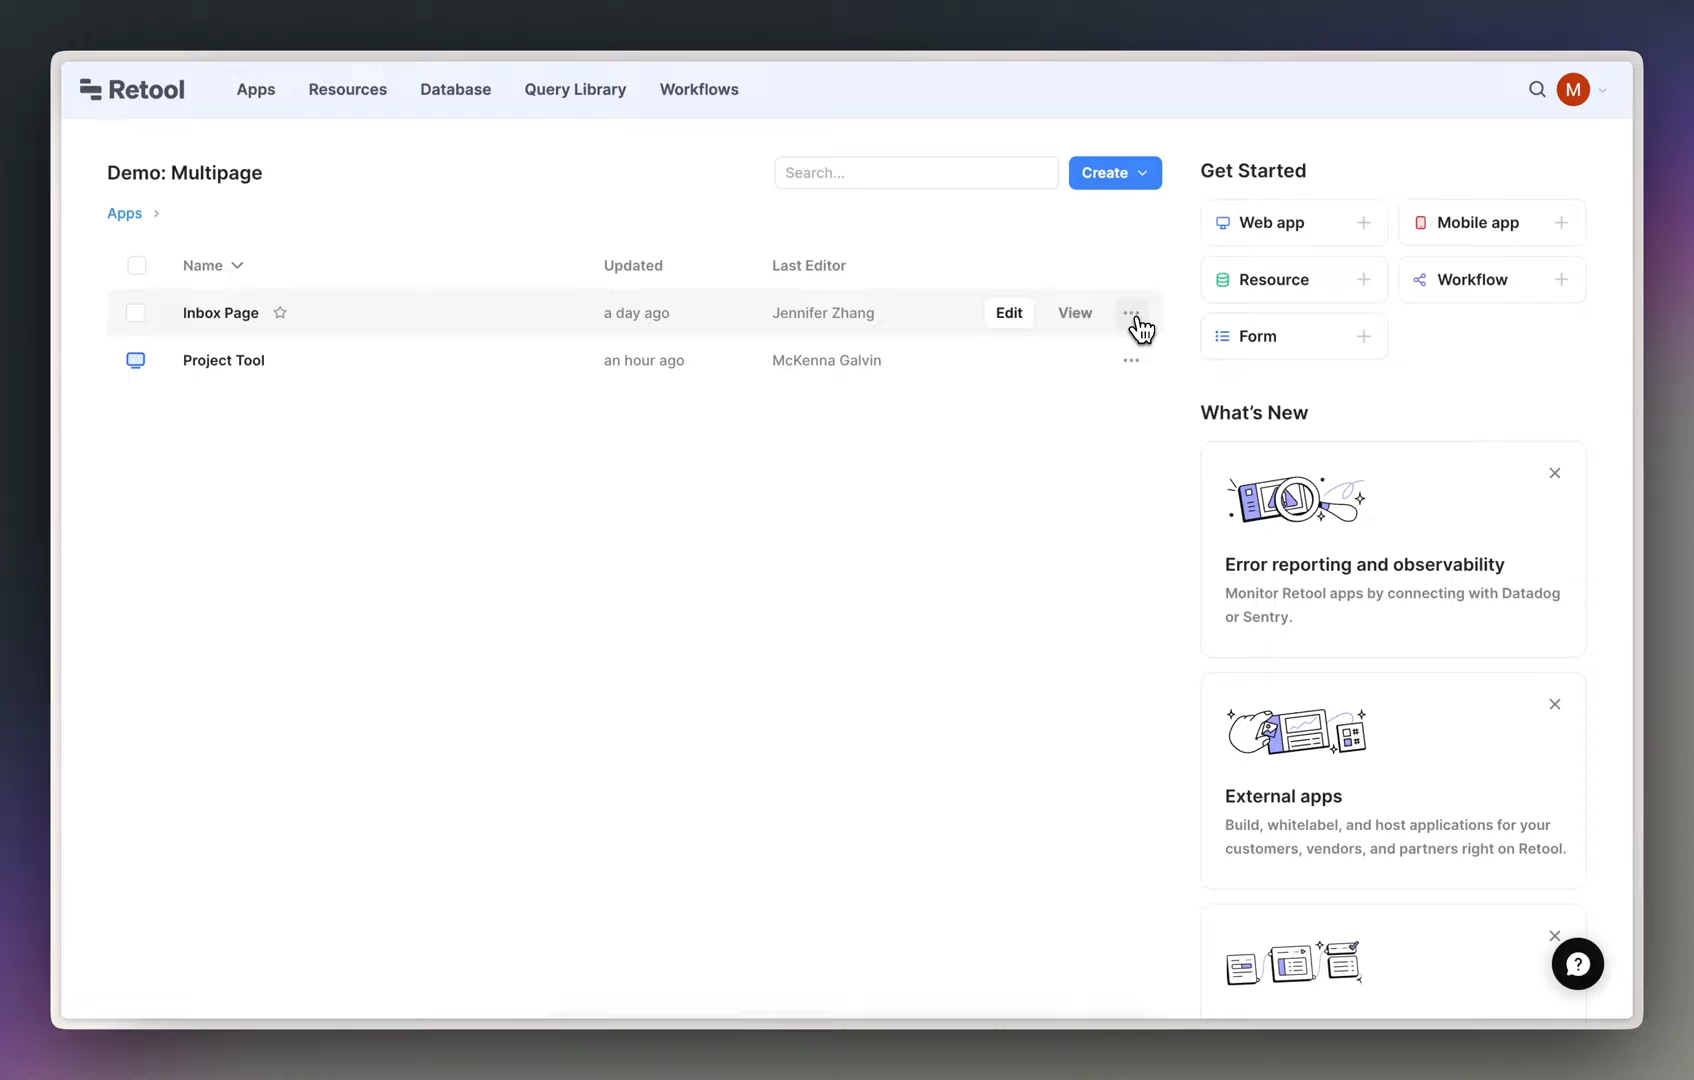 Retool
Apps
Resources
Database
Query Library
Workflows
M
Demo: Multipage
Search...
Create
Apps
Name
Updated
Last Editor
Inbox Page
a day ago
Jennifer Zhang
Edit
View
Project Tool
an hour ago
McKenna Galvin
Get Started
Web app
Mobile app
Resource
Workflow
Form
What's New
Error reporting and observability
Monitor Retool apps by connecting with Datadog
or Sentry.
External apps
Build, whitelabel, and host applications for your
customers, vendors, and partners right on Retool.